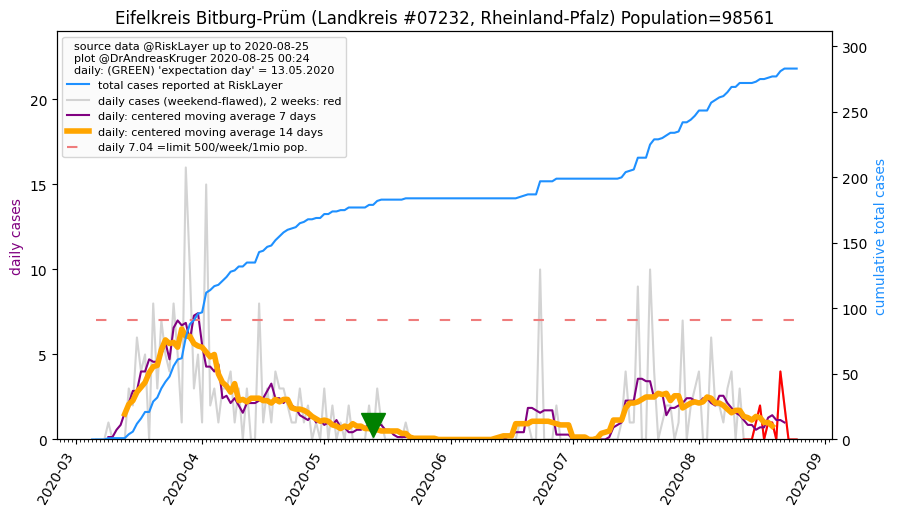 Eifelkreis Bitburg-Prüm (Landkreis #07232, Rheinland-Pfalz) Population=98561
source data @RiskLayer up to 2020-08-25
plot @DrAndreasKruger 2020-08-25 00:24
daily: (GREEN) 'expectation day' = 13.05.2020
total cases reported at RiskLayer
daily cases (weekend-flawed), 2 weeks: red
daily: centered moving average 7 days
daily: centered moving average 14 days
daily 7.04 =limit 500/week/1mio pop.
daily cases
20
15
10
5
0
cumulative total cases
300
250
200
150
100
50
0
2020-03
2020-04
2020-05
2020-06
2020-07
2020-08
2020-09